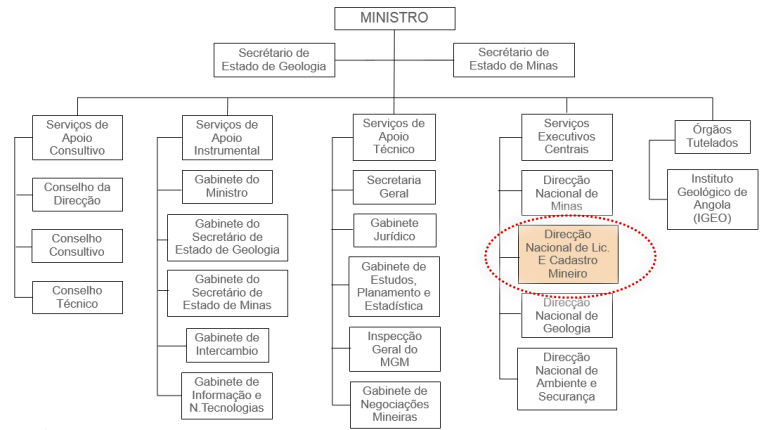 MINISTRO
Secrétario de
Estado de Geologia
Secrétario de
Estado de Minas
Serviços de
Apoio
Consultivo
Conselho da
Direcção
Conselho
Consultivo
Conselho
Técnico
Serviços de
Apoio
Instrumental
Gabinete do
Ministro
Gabinete do
Secretário de
Estado de Geologia
Gabinete do
Secretário de
Estado de Minas
Gabinete de
Intercambio
Gabinete de
Informação e
N.Tecnologias
Serviços de
Apoio
Técnico
Secretaria
Geral
Gabinete
Jurídico
Gabinete de
Estudos,
Planamento e
Estadística
Inspecção
Geral do
MGM
Gabinete de
Negociações
Mineiras
Serviços
Executivos
Centrais
Direcção
Nacional de
Minas
Direcção
Nacional de Lic.
E Cadastro
Mineiro
Direcção
Nacional de
Geologia
Direcção
Nacional de
Ambiente e
Securança
Órgãos
Tutelados
Instituto
Geológico de
Angola
(IGEO)